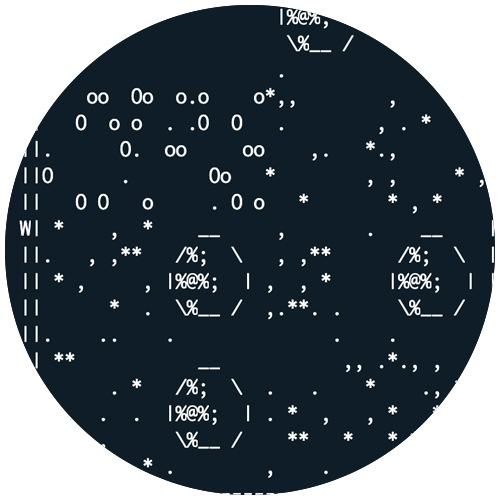 |%@%;
\%__ /
.
oo  Oo  o.o     o*,,          ,
O  o o  . .O  O    .          , . *
||.       O.  oo      oo     ,.    *.,
||O       .         Oo   *          , ,      * ,
||   O O   o      . O o   *         * , *
W| *     ,  *     __      ,         .     __
||.    , ,**   /%;  \   , ,**       /%;  \
|| * ,      , |%@%;  | ,    , *     |%@%;  |
||       *  .  \%__ /  ,.**. .      \%__ /
||.     ..     .              .     .
| **              __              ,, .*., ,
. *   /%;  \  .    .     *     .,
.  .  |%@%;  | . *   ,    , *
\%__ /    **   *    * *
* .          ,     .